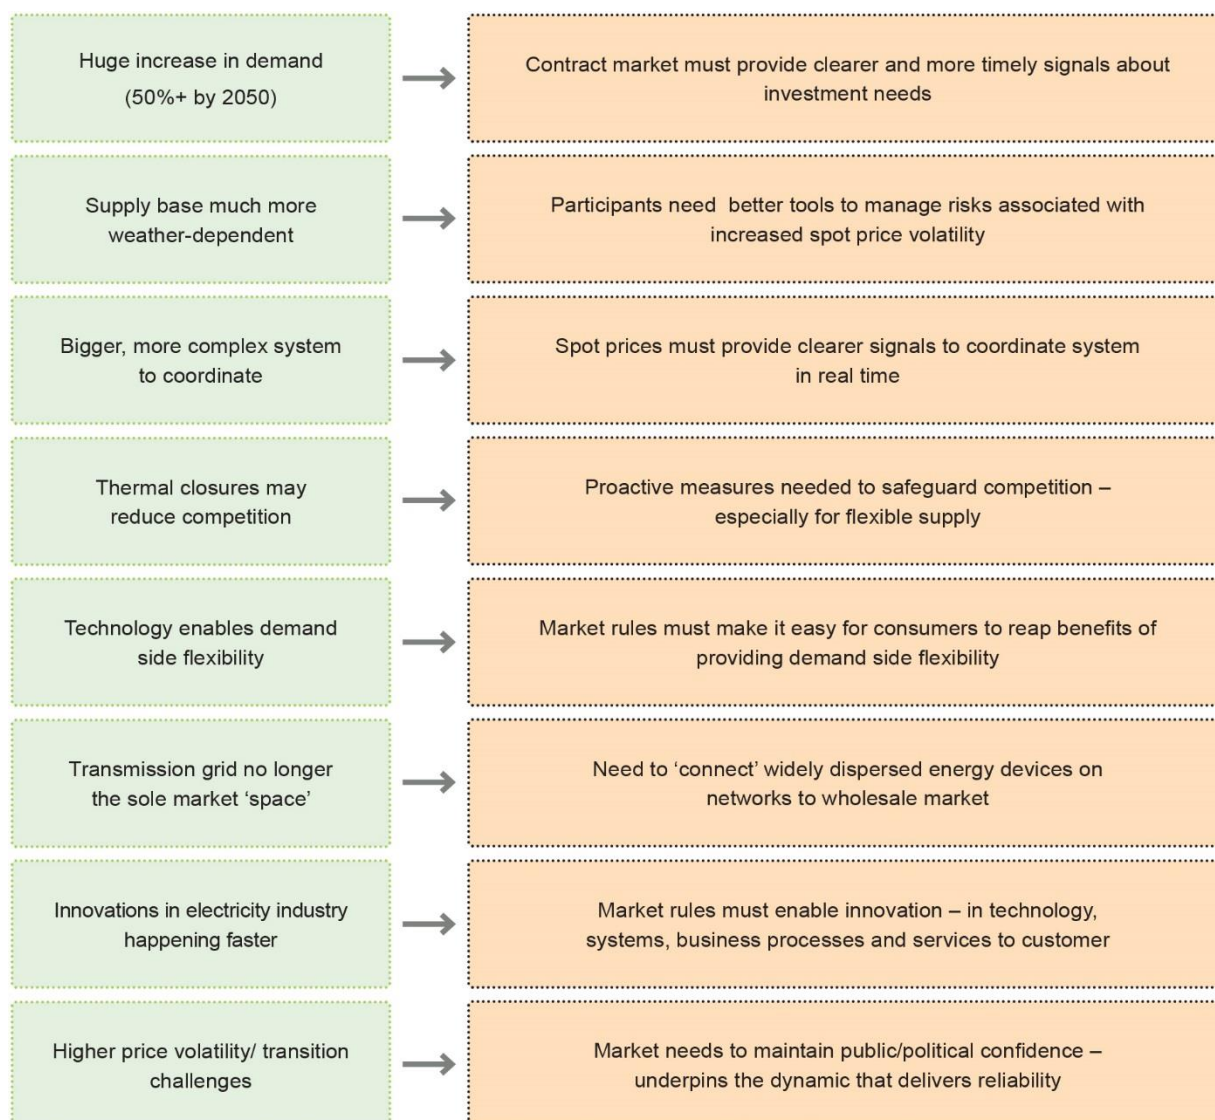 Huge increase in demand
(50%+ by 2050)
Contract market must provide clearer and more timely signals about
investment needs
Supply base much more
weather-dependent
Participants need better tools to manage risks associated with
increased spot price volatility
Bigger, more complex system
to coordinate
Spot prices must provide clearer signals to coordinate system
in real time
Thermal closures may
reduce competition
Proactive measures needed to safeguard competition –
especially for flexible supply
Technology enables demand
side flexibility
Market rules must make it easy for consumers to reap benefits of
providing demand side flexibility
Transmission grid no longer
the sole market ‘space’
Need to ‘connect’ widely dispersed energy devices on
networks to wholesale market
Innovations in electricity industry
happening faster
Market rules must enable innovation – in technology,
systems, business processes and services to customer
Higher price volatility/ transition
challenges
Market needs to maintain public/political confidence –
underpins the dynamic that delivers reliability